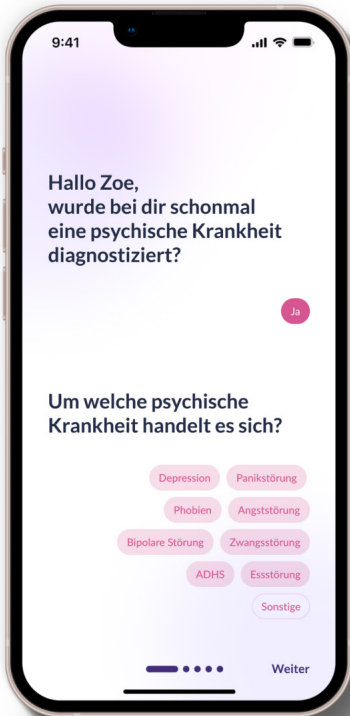 9:41
Hallo Zoe,
wurde bei dir schonmal
eine psychische Krankheit
diagnostiziert?
Ja
Um welche psychische
Krankheit handelt es sich?
Depression Panikstörung
Phobien Angststörung
Bipolare Störung Zwangsstörung
ADHS Essstörung
Sonstige
Weiter